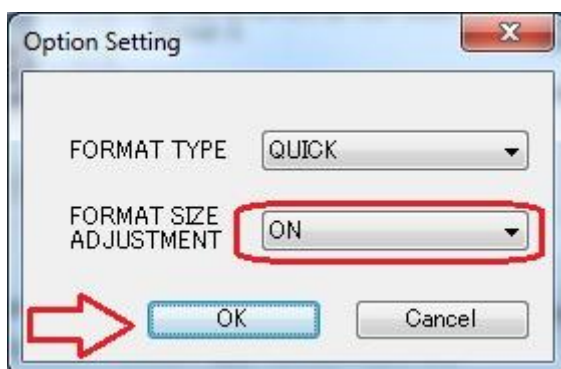 Option Setting
FORMAT TYPE QUICK
FORMAT SIZE
ADJUSTMENT ON
OK Cancel